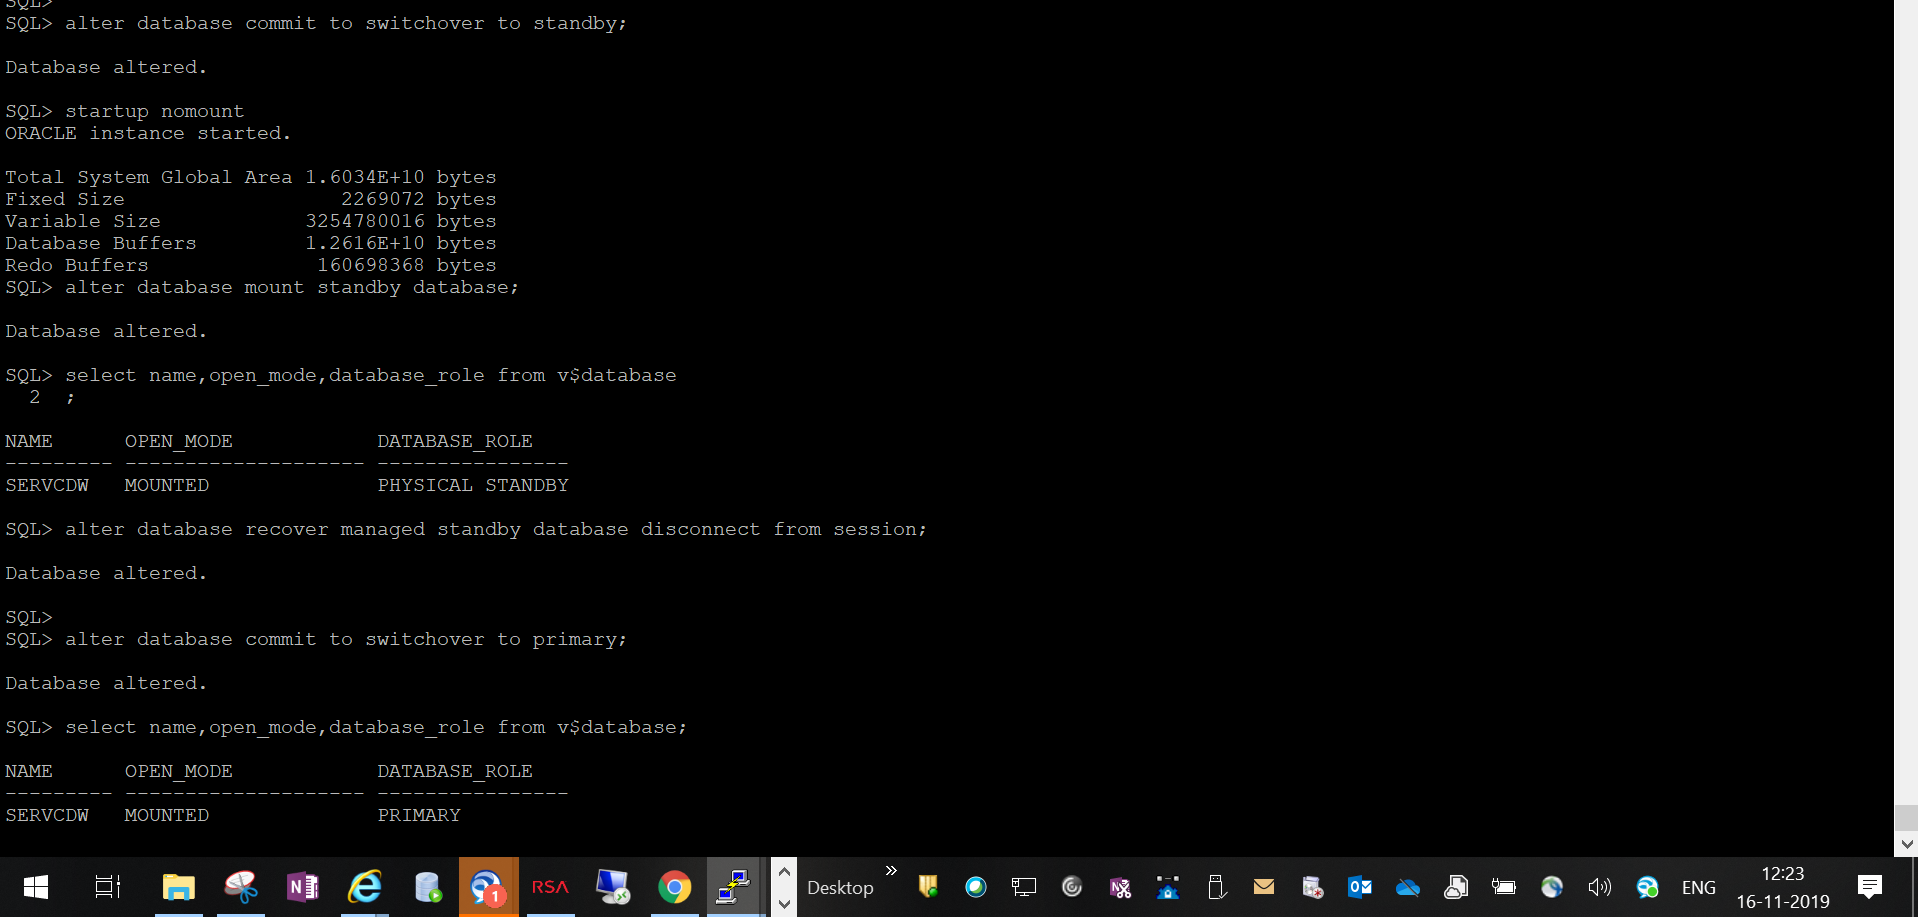 SQL>
SQL> alter database commit to switchover to standby;
Database altered.
SQL> startup nomount
ORACLE instance started.
Total System Global Area 1.6034E+10 bytes
Fixed Size                  2269072 bytes
Variable Size            3254780016 bytes
Database Buffers         1.2616E+10 bytes
Redo Buffers              160698368 bytes
SQL> alter database mount standby database;
Database altered.
SQL> select name,open_mode,database_role from v$database
  2  ;
NAME      OPEN_MODE            DATABASE_ROLE
--------- -------------------- ----------------
SERVCDW   MOUNTED              PHYSICAL STANDBY
SQL> alter database recover managed standby database disconnect from session;
Database altered.
SQL>
SQL> alter database commit to switchover to primary;
Database altered.
SQL> select name,open_mode,database_role from v$database;
NAME      OPEN_MODE            DATABASE_ROLE
--------- -------------------- ----------------
SERVCDW   MOUNTED              PRIMARY
1
RSA
Desktop
»
ENG
12:23
16-11-2019